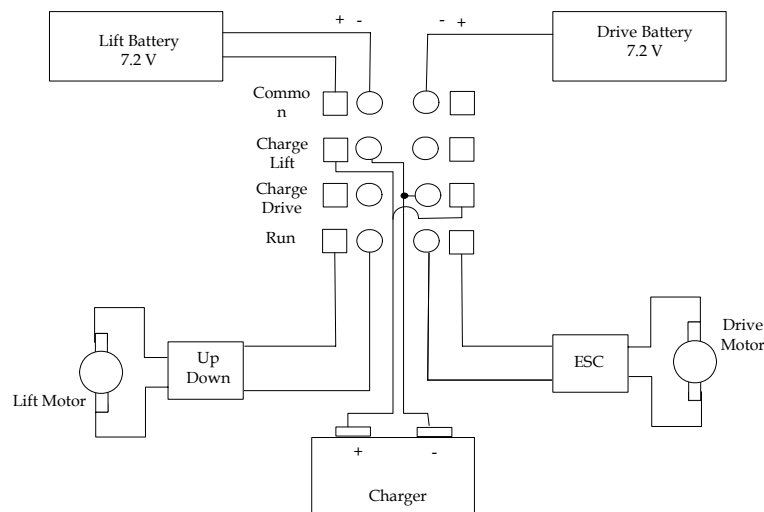 + -
- +
Lift Battery
7.2 V
Drive Battery
7.2 V
Commo
n
Charge
Lift
Charge
Drive
Run
Up
Down
ESC
Drive
Motor
Lift Motor
+ -
Charger